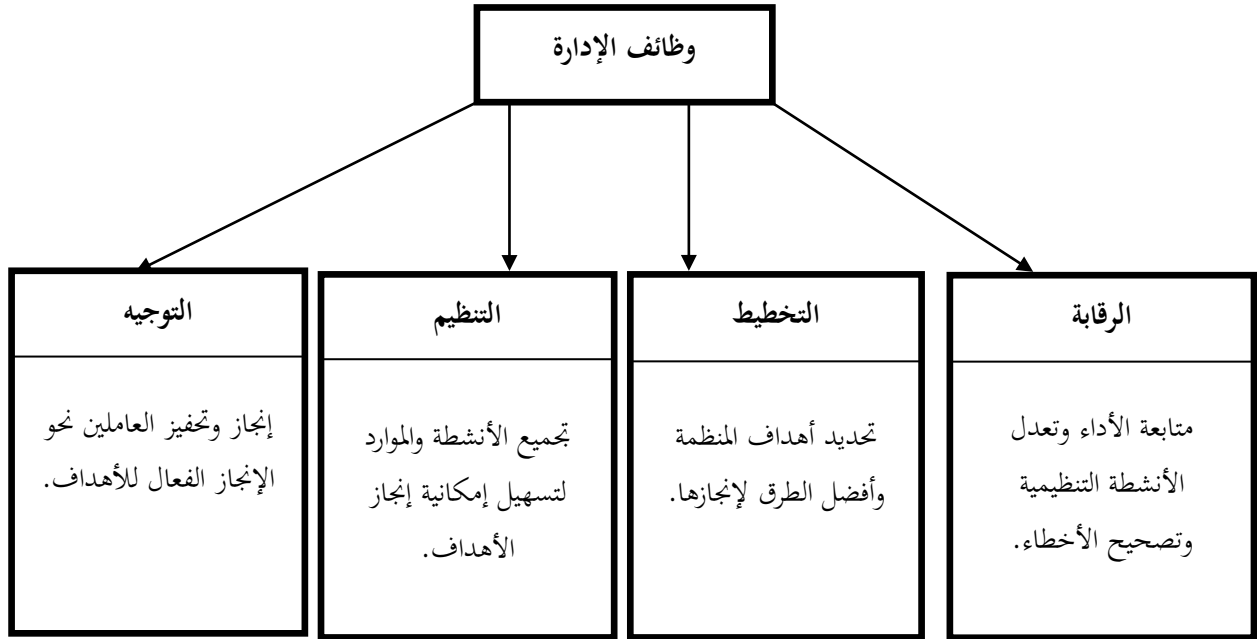 وظائف الإدارة
الرقابة
متابعة الأداء وتعدل
الأنشطة التنظيمية
وتصحيح الأخطاء.
التخطيط
تحديد أهداف المنظمة
وأفضل الطرق لإنجازها.
التنظيم
تجميع الأنشطة والموارد
لتسهيل إمكانية إنجاز
الأهداف.
التوجيه
إنجاز وتحفيز العاملين نحو
الإنجاز الفعال للأهداف.